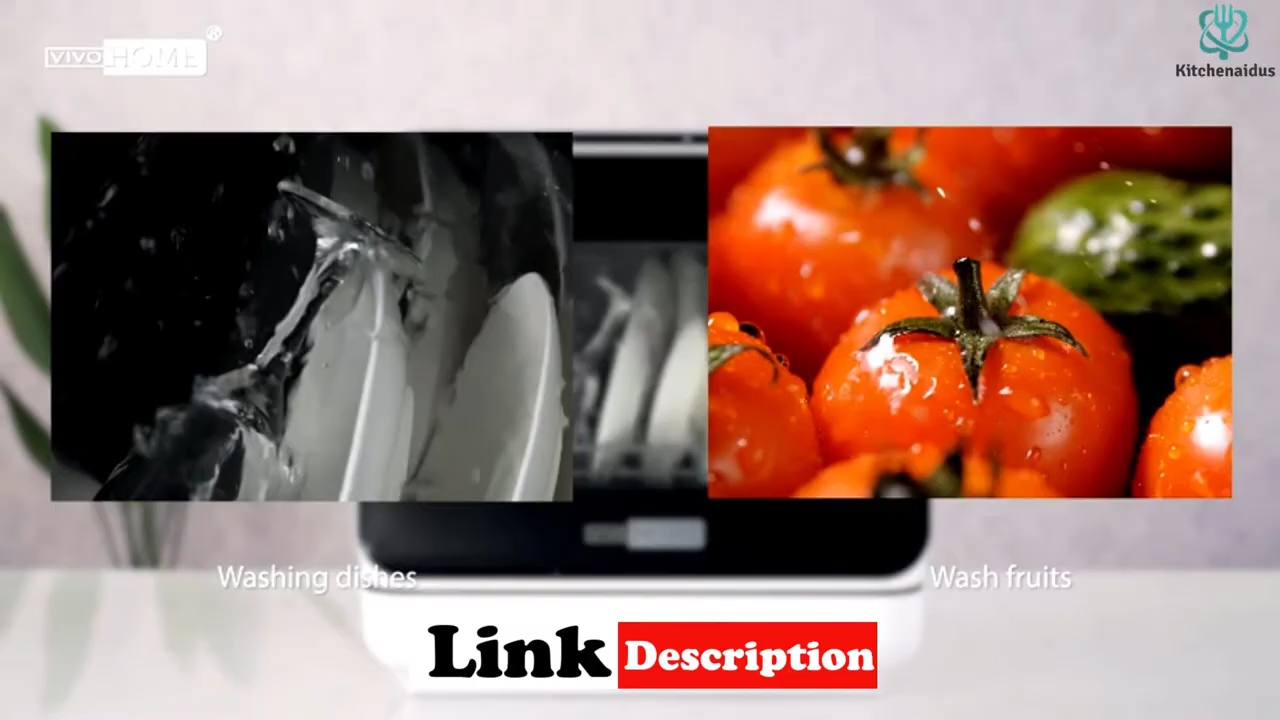 VIVO HOME ®
Kitchenaidus
Washing dishes
Wash fruits
Link Description